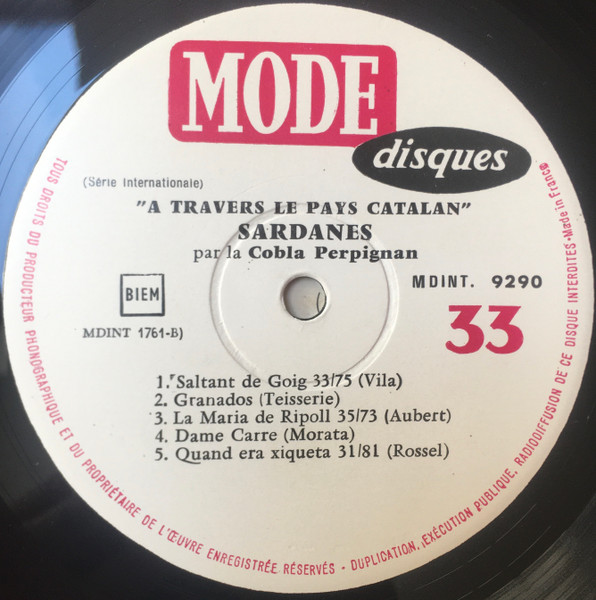 MODE
disques
(Série Internationale)
"A TRAVERS LE PAYS CATALAN"
SARDANES
par la Cobla Perpignan
BIEM
MDINT. 9290
MDINT 1761-B)
33
1. Saltant de Goig 33/75 (Vila)
2. Granados (Teisserie)
3. La Maria de Ripoll 35/73 (Aubert)
4. Dame Carre (Morata)
5. Quand era xiqueta 31/81 (Rossel)
TOUS DROITS DU PRODUCTEUR PHONOGRAPHIQUE ET DU PROPRIÉTAIRE DE L'ŒUVRE ENREGISTRÉE RÉSERVÉS - DUPLICATION, EXÉCUTION PUBLIQUE, RADIODIFFUSION DE CE DISQUE INTERDITES • Made in France.